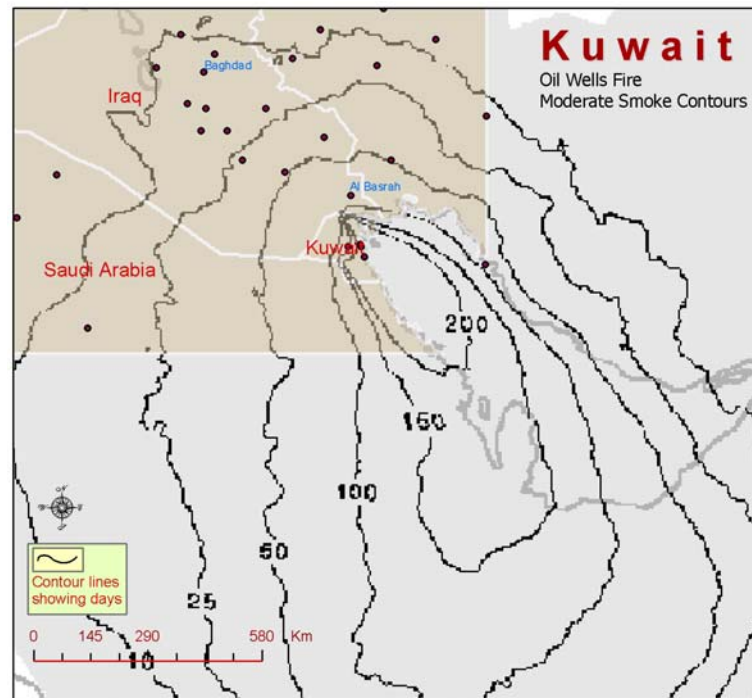 Kuwait
Oil Wells Fire
Moderate Smoke Contours
Baghdad
Iraq
Al Basrah
Kuwait
Saudi Arabia
200
150
100
50
25
10
Contour lines
showing days
0 145 290 580 Km